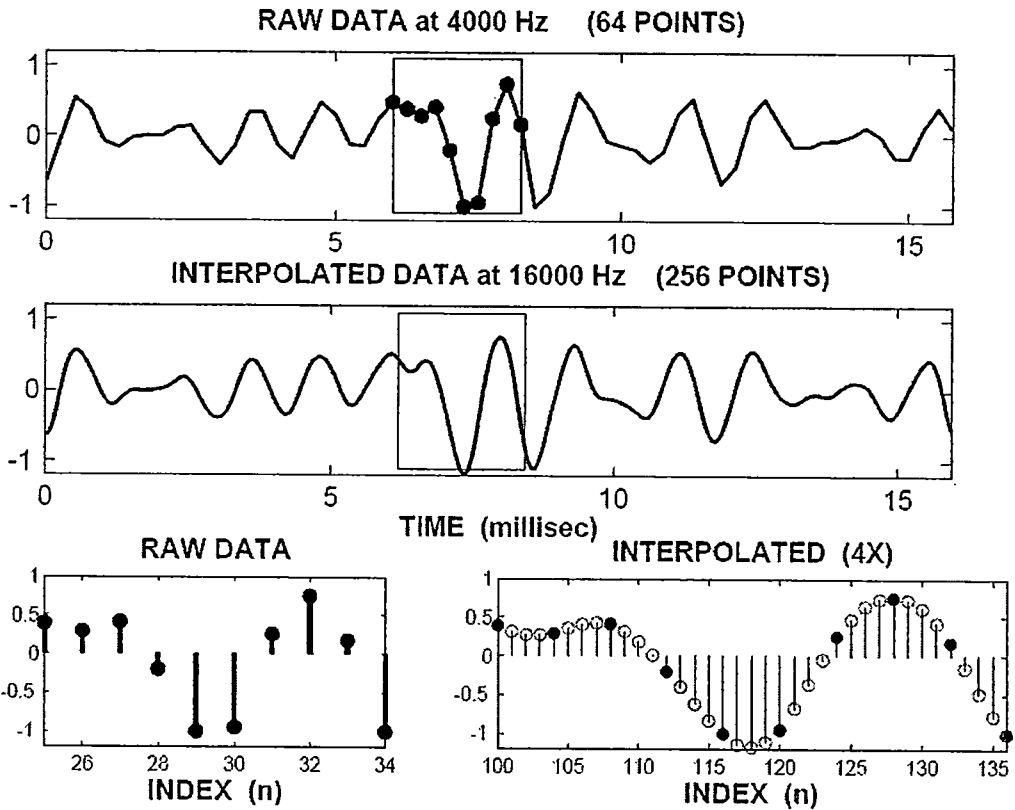 RAW DATA at 4000 Hz (64 POINTS)
1
0
-1
0 5 10 15
INTERPOLATED DATA at 16000 Hz (256 POINTS)
1
0
-1
0 5 10 15
TIME (millisec)
RAW DATA
1
0.5
0
-0.5
-1
26 28 30 32 34
INDEX (n)
INTERPOLATED (4X)
1
0.5
0
-0.5
-1
100 105 110 115 120 125 130 135
INDEX (n)